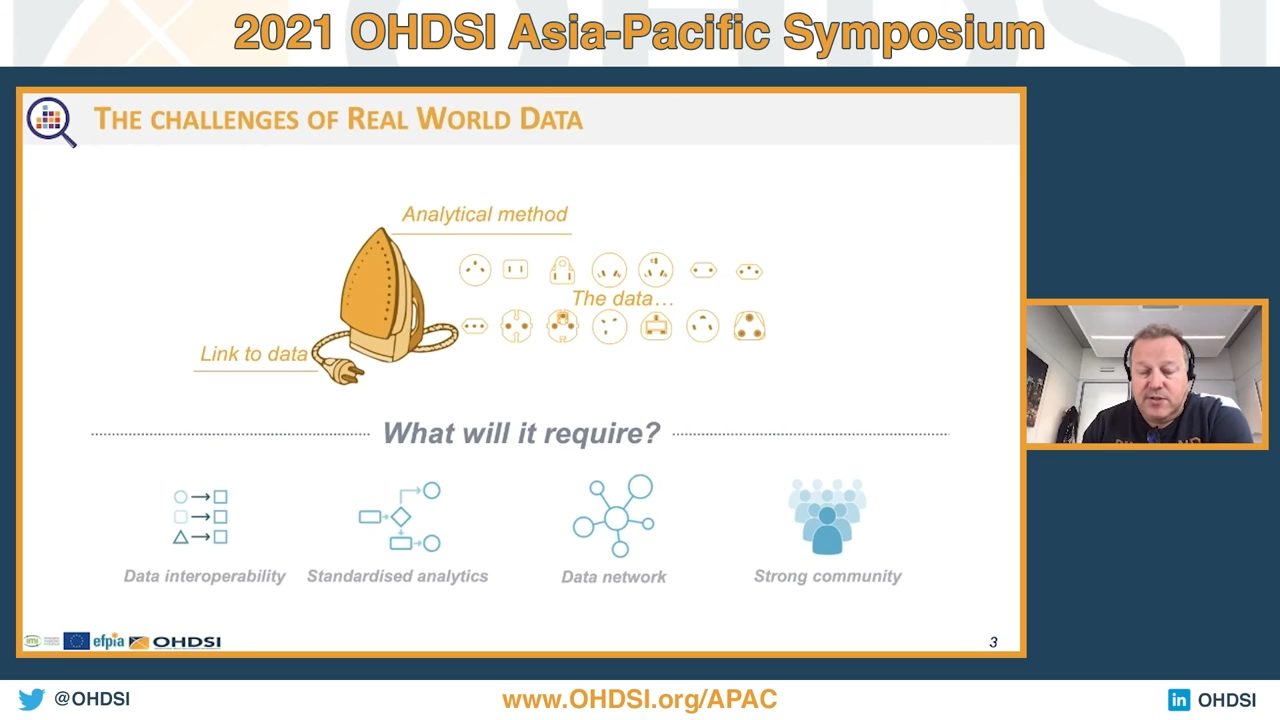 2021 OHDSI Asia-Pacific Symposium
THE CHALLENGES OF REAL WORLD DATA
Analytical method
The data…
Link to data
What will it require?
Data interoperability
Standardised analytics
Data network
Strong community
efpia
OHDSI
3
@OHDSI
www.OHDSI.org/APAC
in OHDSI